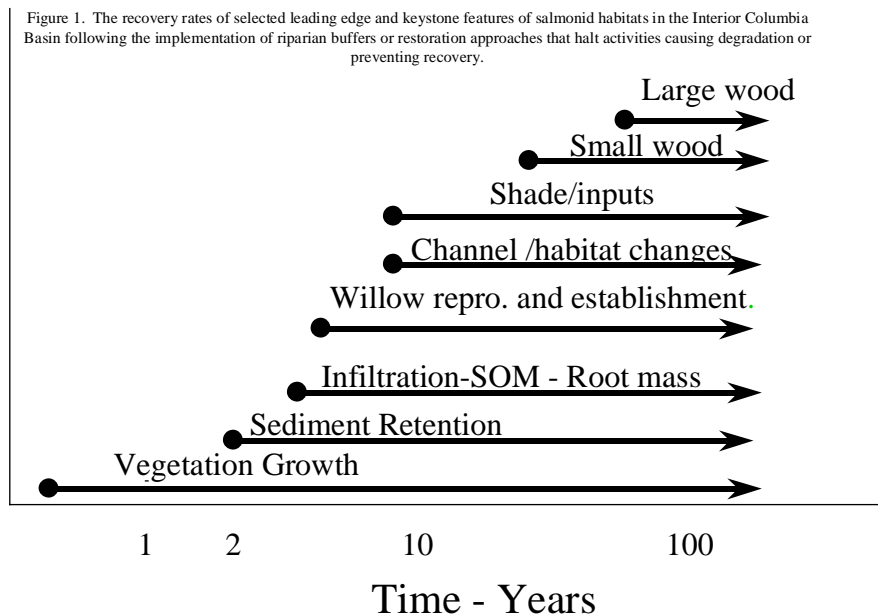 Figure 1. The recovery rates of selected leading edge and keystone features of salmonid habitats in the Interior Columbia
Basin following the implementation of riparian buffers or restoration approaches that halt activities causing degradation or
preventing recovery.
Large wood
Small wood
Shade/inputs
Channel /habitat changes
Willow repro. and establishment.
Infiltration-SOM - Root mass
Sediment Retention
Vegetation Growth
1 2 10 100
Time - Years